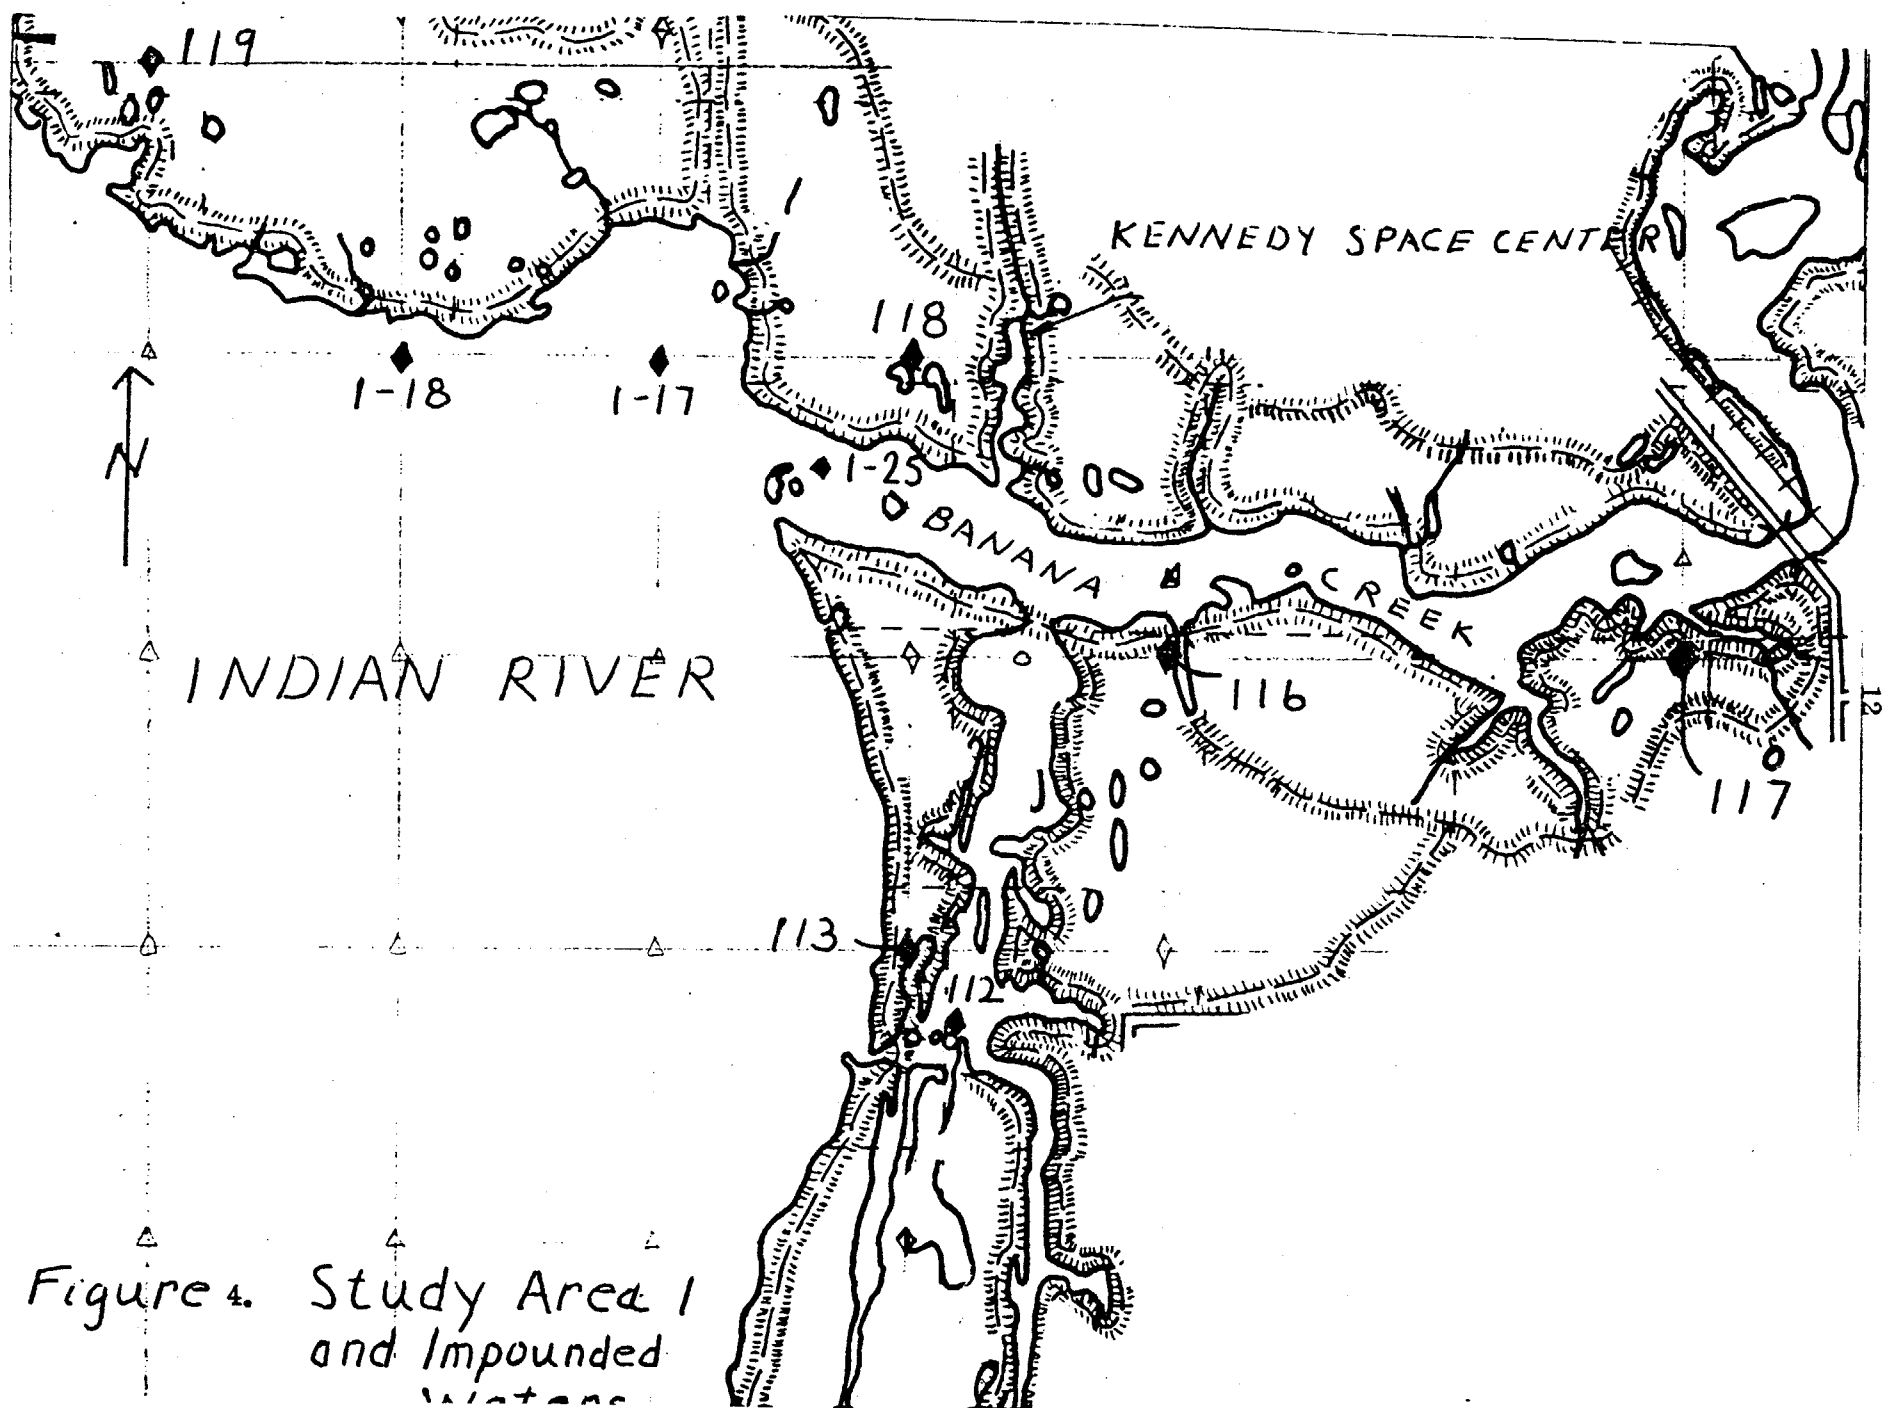 119
KENNEDY SPACE CENTER
118
1-18
1-17
N
1-25
BANANA
CREEK
INDIAN RIVER
116
12
117
113
112
Figure 4. Study Area 1
and Impounded
Waters